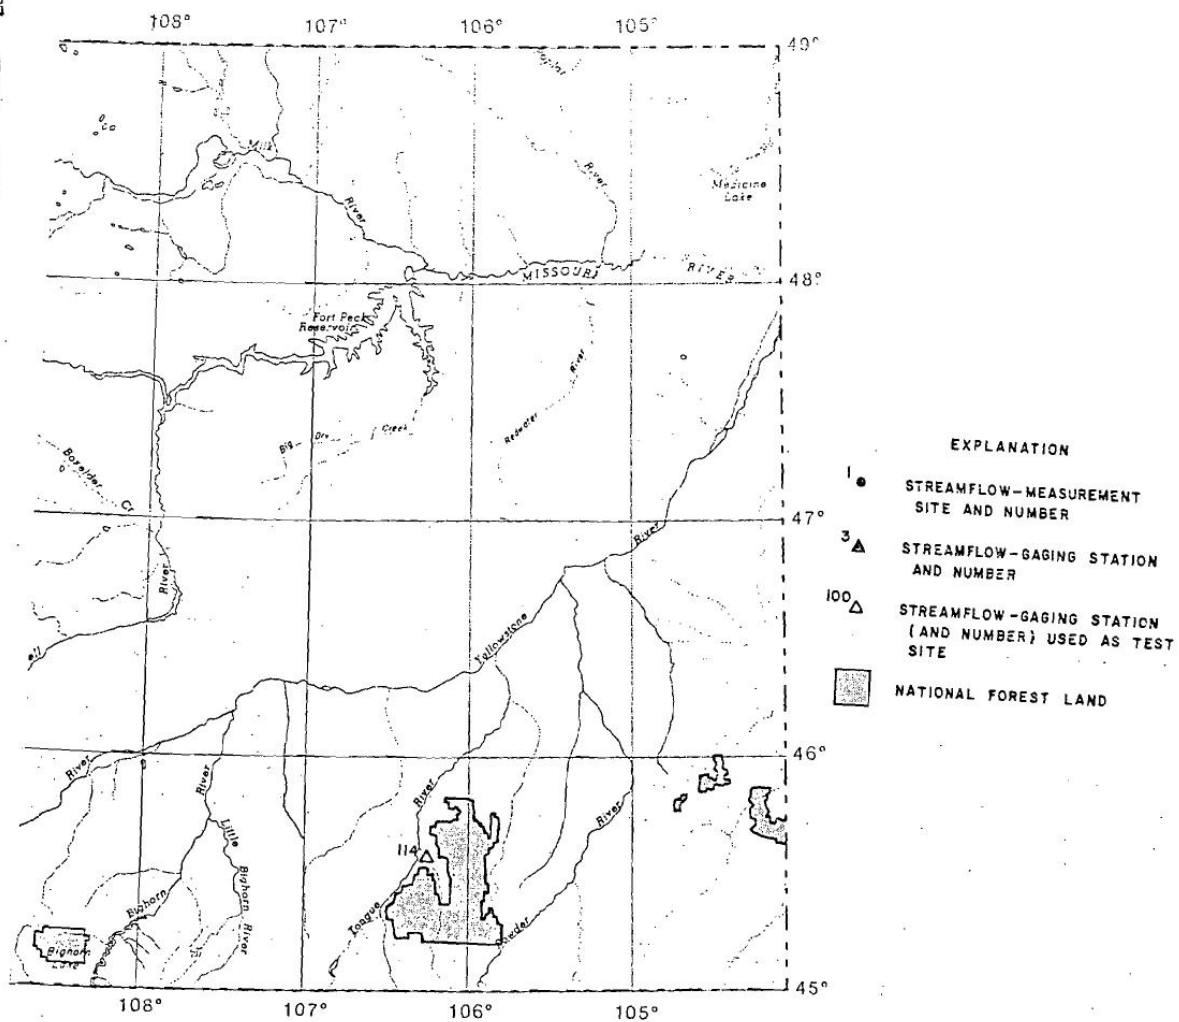 108°
107°
106°
105°
49°
Poplar
Milk
River
River
Medicine
Lake
MISSOURI
RIVER
48°
Fort Peck
Reservoir
River
Redwater
Big Dry Creek
Boxelder
Cr
47°
River
River
Yellowstone
46°
River
River
River
River
Little
Bighorn
River
114
Bighorn
Tongue
Powder
Bighorn
Lake
45°
108°
107°
106°
105°
EXPLANATION
1
STREAMFLOW-MEASUREMENT
SITE AND NUMBER
3
STREAMFLOW-GAGING STATION
AND NUMBER
100
STREAMFLOW-GAGING STATION
(AND NUMBER) USED AS TEST
SITE
NATIONAL FOREST LAND